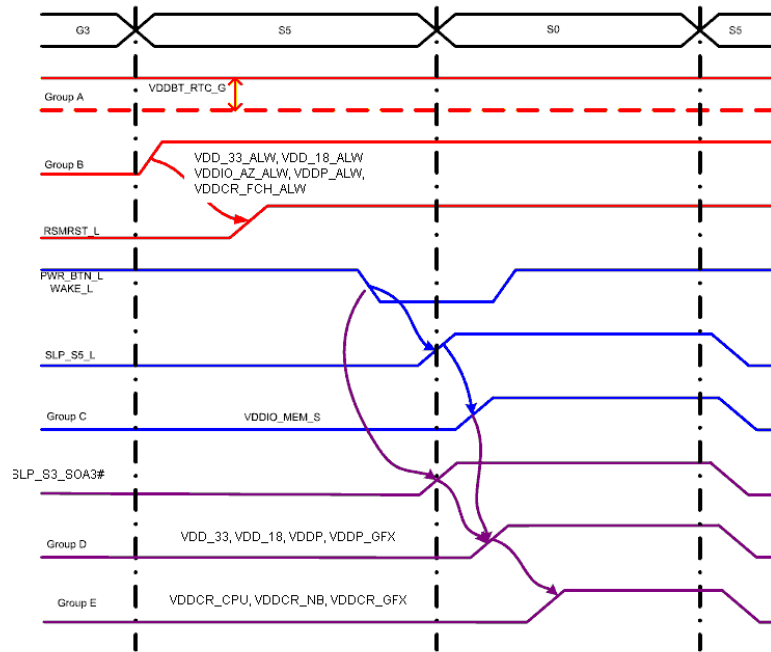 G3 S5 S0 S5
VDDBT_RTC_G
Group A
Group B
VDD_33_ALW, VDD_18_ALW
VDDIO_AZ_ALW, VDDP_ALW,
VDDCR_FCH_ALW
RSMRST_L
PWR_BTN_L
WAKE_L
SLP_S5_L
Group C
VDDIO_MEM_S
SLP_S3_SOA3#
Group D
VDD_33, VDD_18, VDDP, VDDP_GFX
Group E
VDDCR_CPU, VDDCR_NB, VDDCR_GFX